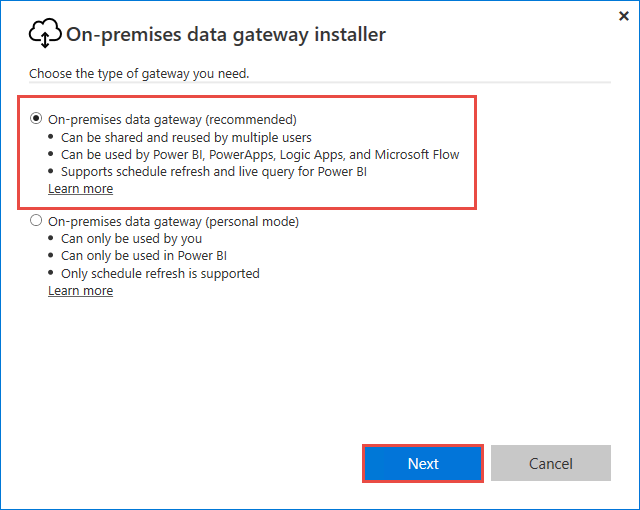 On-premises data gateway installer
Choose the type of gateway you need.
On-premises data gateway (recommended)
• Can be shared and reused by multiple users
• Can be used by Power BI, PowerApps, Logic Apps, and Microsoft Flow
• Supports schedule refresh and live query for Power BI
Learn more
On-premises data gateway (personal mode)
• Can only be used by you
• Can only be used in Power BI
• Only schedule refresh is supported
Learn more
Next
Cancel